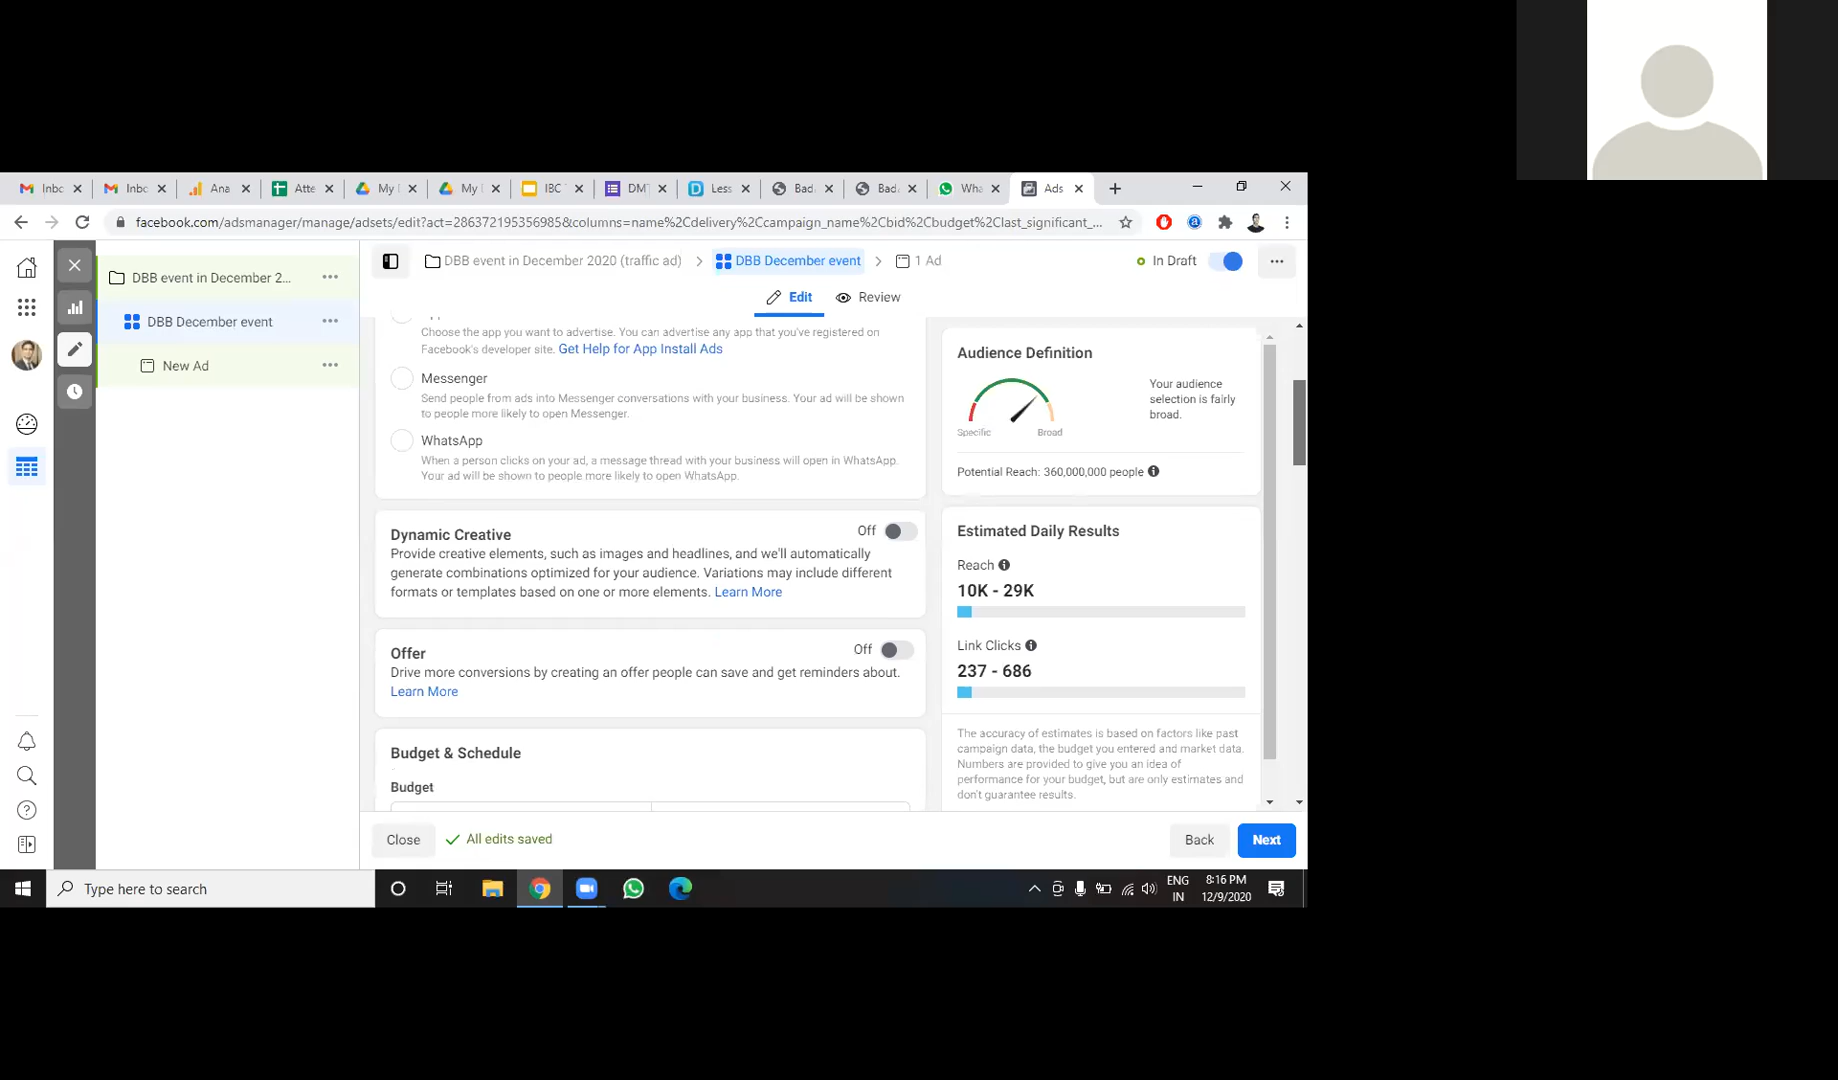 Inbc
Inbc
Ana
Atte
My I
My [
IBC
DMT
Less
Bad
Bad
Wha
Ads
facebook.com/adsmanager/manage/adsets/edit?act=286372195356985&columns=name%2Cdelivery%2Ccampaign_name%2Cbid%2Cbudget%2Clast_significant_...
DBB event in December 2...
DBB December event
New Ad
DBB event in December 2020 (traffic ad)
DBB December event
1 Ad
In Draft
Edit
Review
Choose the app you want to advertise. You can advertise any app that you've registered on
Facebook's developer site. Get Help for App Install Ads
Messenger
Send people from ads into Messenger conversations with your business. Your ad will be shown
to people more likely to open Messenger.
WhatsApp
When a person clicks on your ad, a message thread with your business will open in WhatsApp.
Your ad will be shown to people more likely to open WhatsApp.
Dynamic Creative
Off
Provide creative elements, such as images and headlines, and we'll automatically
generate combinations optimized for your audience. Variations may include different
formats or templates based on one or more elements. Learn More
Offer
Off
Drive more conversions by creating an offer people can save and get reminders about.
Learn More
Budget & Schedule
Budget
Audience Definition
Your audience
selection is fairly
broad.
Specific
Broad
Potential Reach: 360,000,000 people
Estimated Daily Results
Reach
10K - 29K
Link Clicks
237 - 686
The accuracy of estimates is based on factors like past
campaign data, the budget you entered and market data.
Numbers are provided to give you an idea of
performance for your budget, but are only estimates and
don't guarantee results.
Close
All edits saved
Back
Next
Type here to search
ENG
IN
8:16 PM
12/9/2020